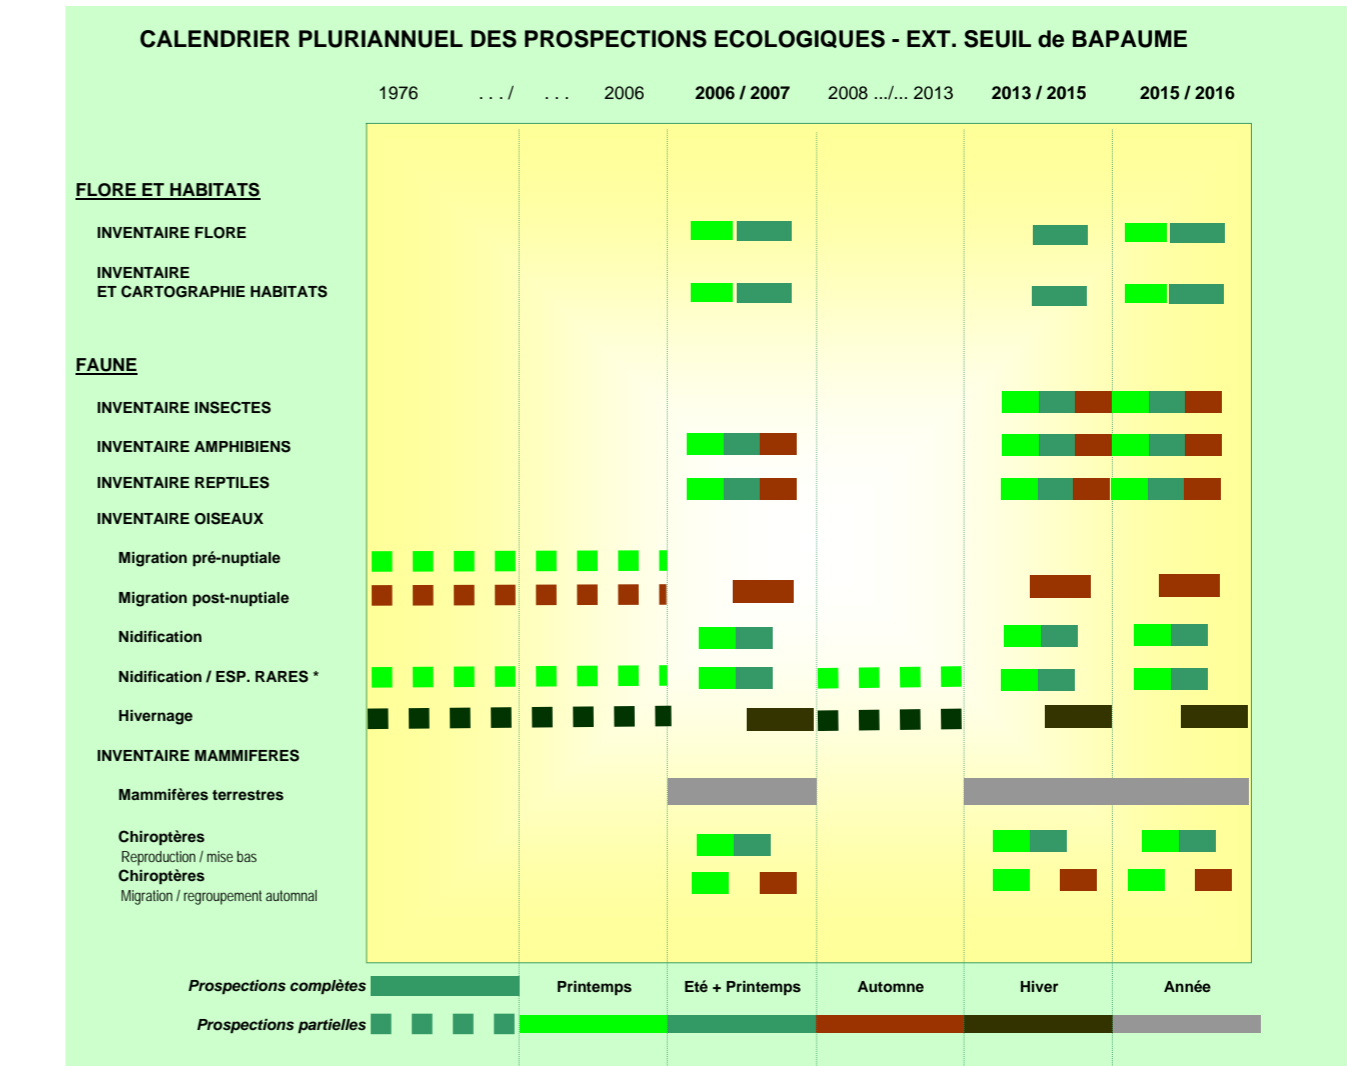 CALENDRIER PLURIANNUEL DES PROSPECTIONS ECOLOGIQUES - EXT. SEUIL de BAPAUME
1976 . . . / . . . 2006 2006 / 2007 2008 .../... 2013 2013 / 2015 2015 / 2016
FLORE ET HABITATS
INVENTAIRE FLORE
INVENTAIRE
ET CARTOGRAPHIE HABITATS
FAUNE
INVENTAIRE INSECTES
INVENTAIRE AMPHIBIENS
INVENTAIRE REPTILES
INVENTAIRE OISEAUX
Migration pré-nuptiale
Migration post-nuptiale
Nidification
Nidification / ESP. RARES *
Hivernage
INVENTAIRE MAMMIFERES
Mammifères terrestres
Chiroptères
Reproduction / mise bas
Chiroptères
Migration / regroupement automnal
Prospections complètes Printemps Eté + Printemps Automne Hiver Année
Prospections partielles